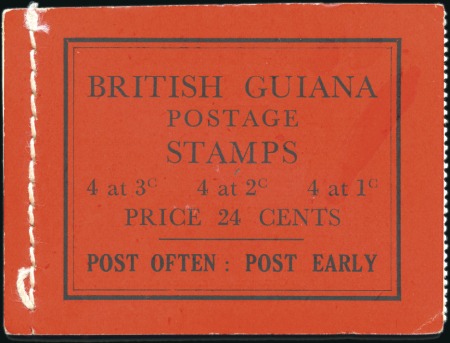 BRITISH GUIANA
POSTAGE
STAMPS
4 at 3c 4 at 2c 4 at 1c
PRICE 24 CENTS
POST OFTEN : POST EARLY